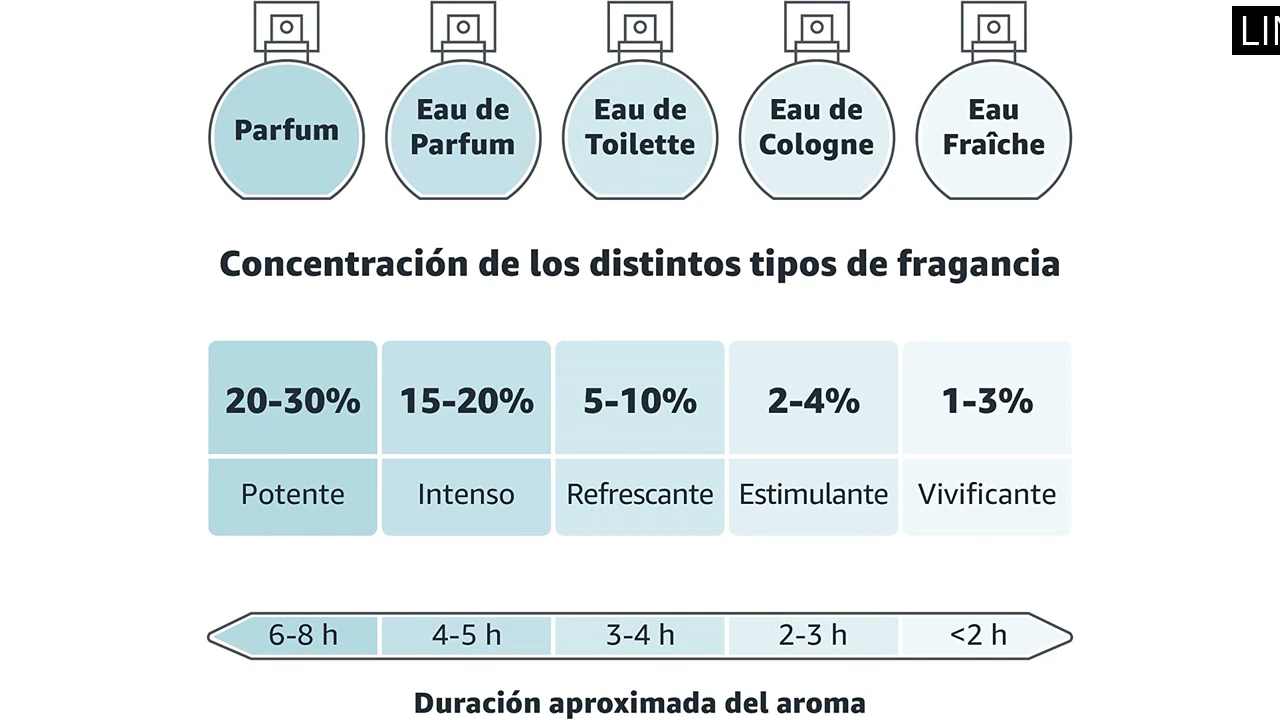 Parfum
Eau de
Parfum
Eau de
Toilette
Eau de
Cologne
Eau
Fraîche
Concentración de los distintos tipos de fragancia
20-30% 15-20% 5-10% 2-4% 1-3%
Potente Intenso Refrescante Estimulante Vivificante
6-8 h 4-5 h 3-4 h 2-3 h <2 h
Duración aproximada del aroma